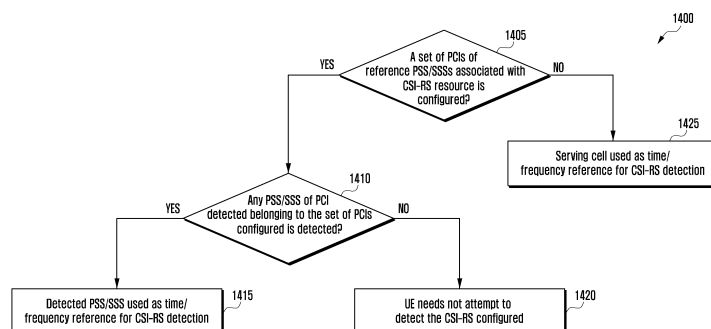 1400
1405
A set of PCIs of
reference PSS/SSSs associated with
CSI-RS resource is
configured?
YES
NO
1425
Serving cell used as time/
frequency reference for CSI-RS detection
1410
Any PSS/SSS of PCI
detected belonging to the set of PCIs
configured is detected?
YES
NO
1415
Detected PSS/SSS used as time/
frequency reference for CSI-RS detection
1420
UE needs not attempt to
detect the CSI-RS configured